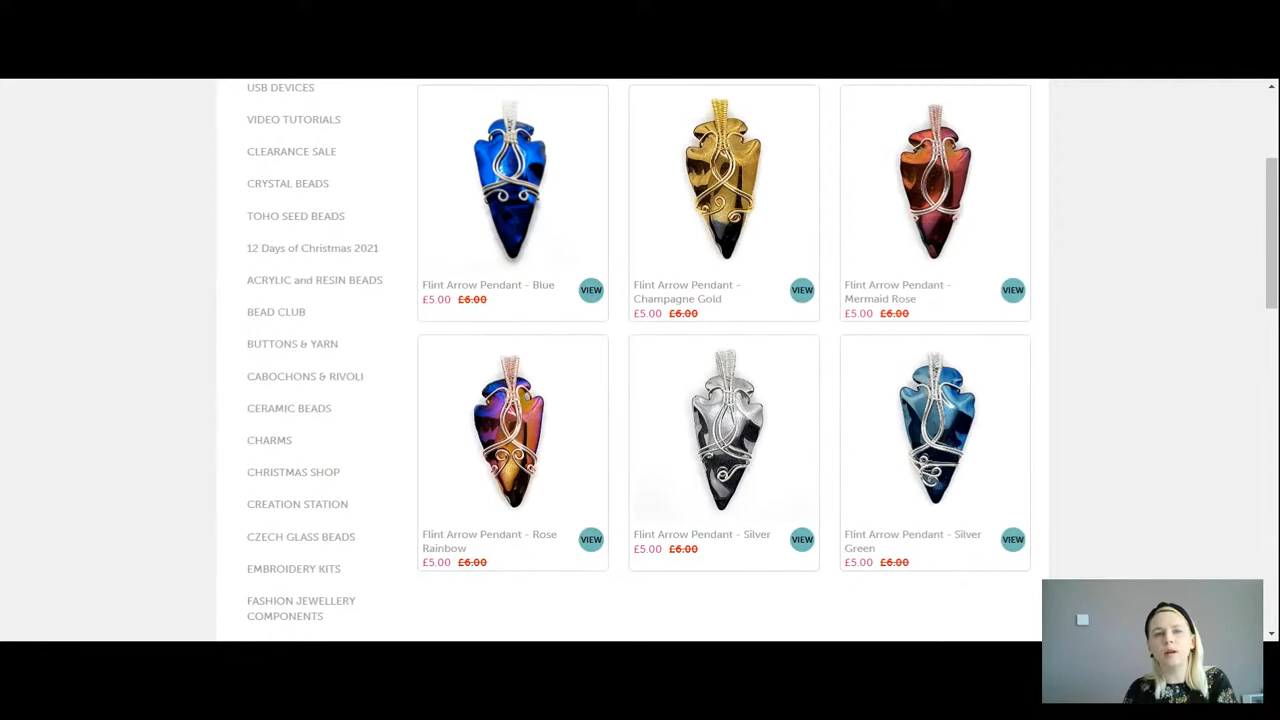 USB DEVICES
VIDEO TUTORIALS
CLEARANCE SALE
CRYSTAL BEADS
TOHO SEED BEADS
12 Days of Christmas 2021
ACRYLIC and RESIN BEADS
BEAD CLUB
BUTTONS & YARN
CABOCHONS & RIVOLI
CERAMIC BEADS
CHARMS
CHRISTMAS SHOP
CREATION STATION
CZECH GLASS BEADS
EMBROIDERY KITS
FASHION JEWELLERY
COMPONENTS
Flint Arrow Pendant - Blue
£5.00 £6.00
VIEW
Flint Arrow Pendant -
Champagne Gold
£5.00 £6.00
VIEW
Flint Arrow Pendant -
Mermaid Rose
£5.00 £6.00
VIEW
Flint Arrow Pendant - Rose
Rainbow
£5.00 £6.00
VIEW
Flint Arrow Pendant - Silver
£5.00 £6.00
VIEW
Flint Arrow Pendant - Silver
Green
£5.00 £6.00
VIEW